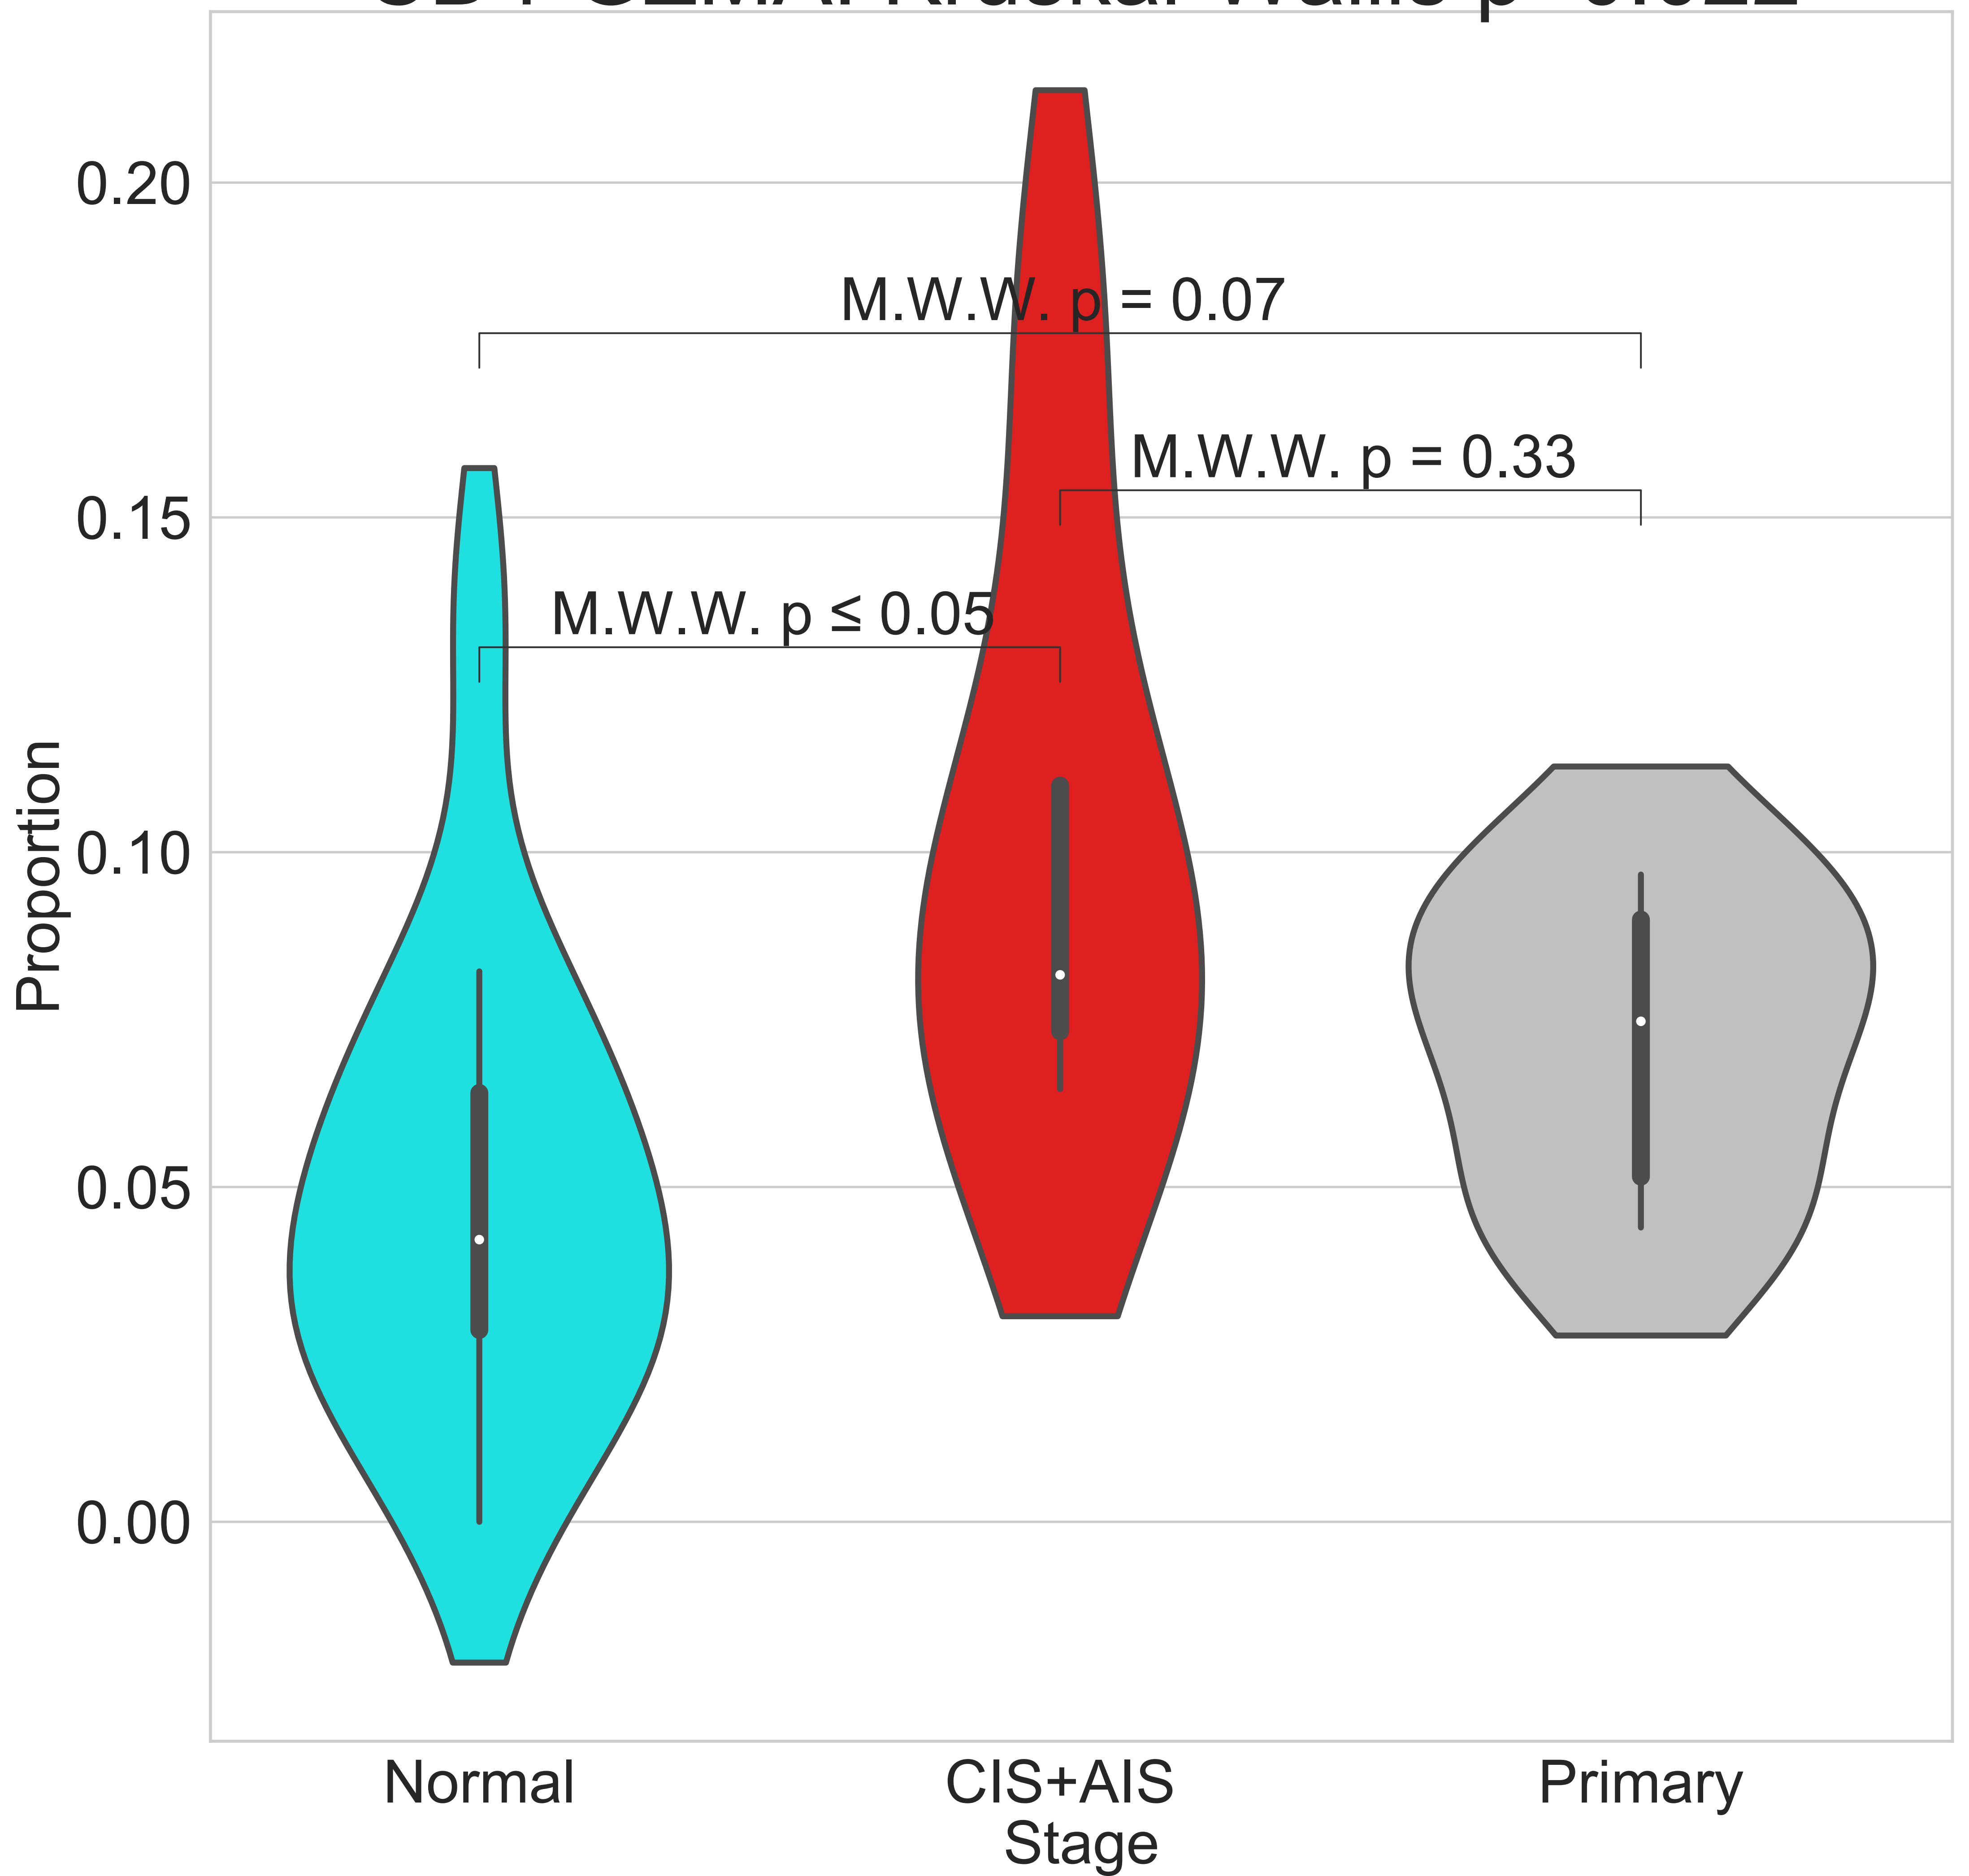 0.20
M.W.W. p = 0.07
M.W.W. p = 0.33
0.15
M.W.W. p ≤ 0.05
Proportion
0.10
0.05
0.00
Normal CIS+AIS Primary
Stage